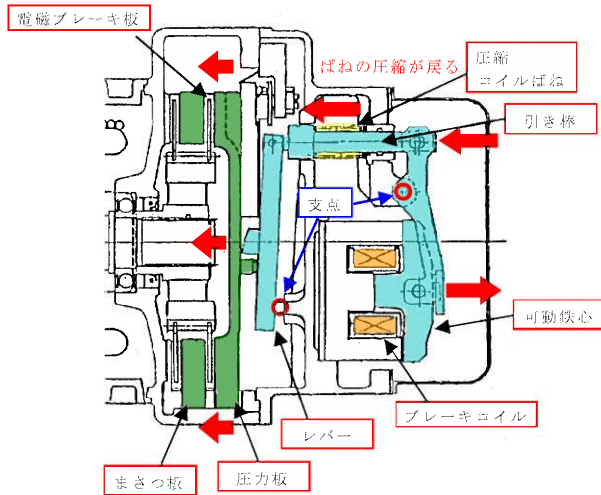 電磁ブレーキ板
ばねの圧縮が戻る
圧縮
コイルばね
引き棒
支点
可動鉄心
ブレーキコイル
レバー
圧力板
まさつ板